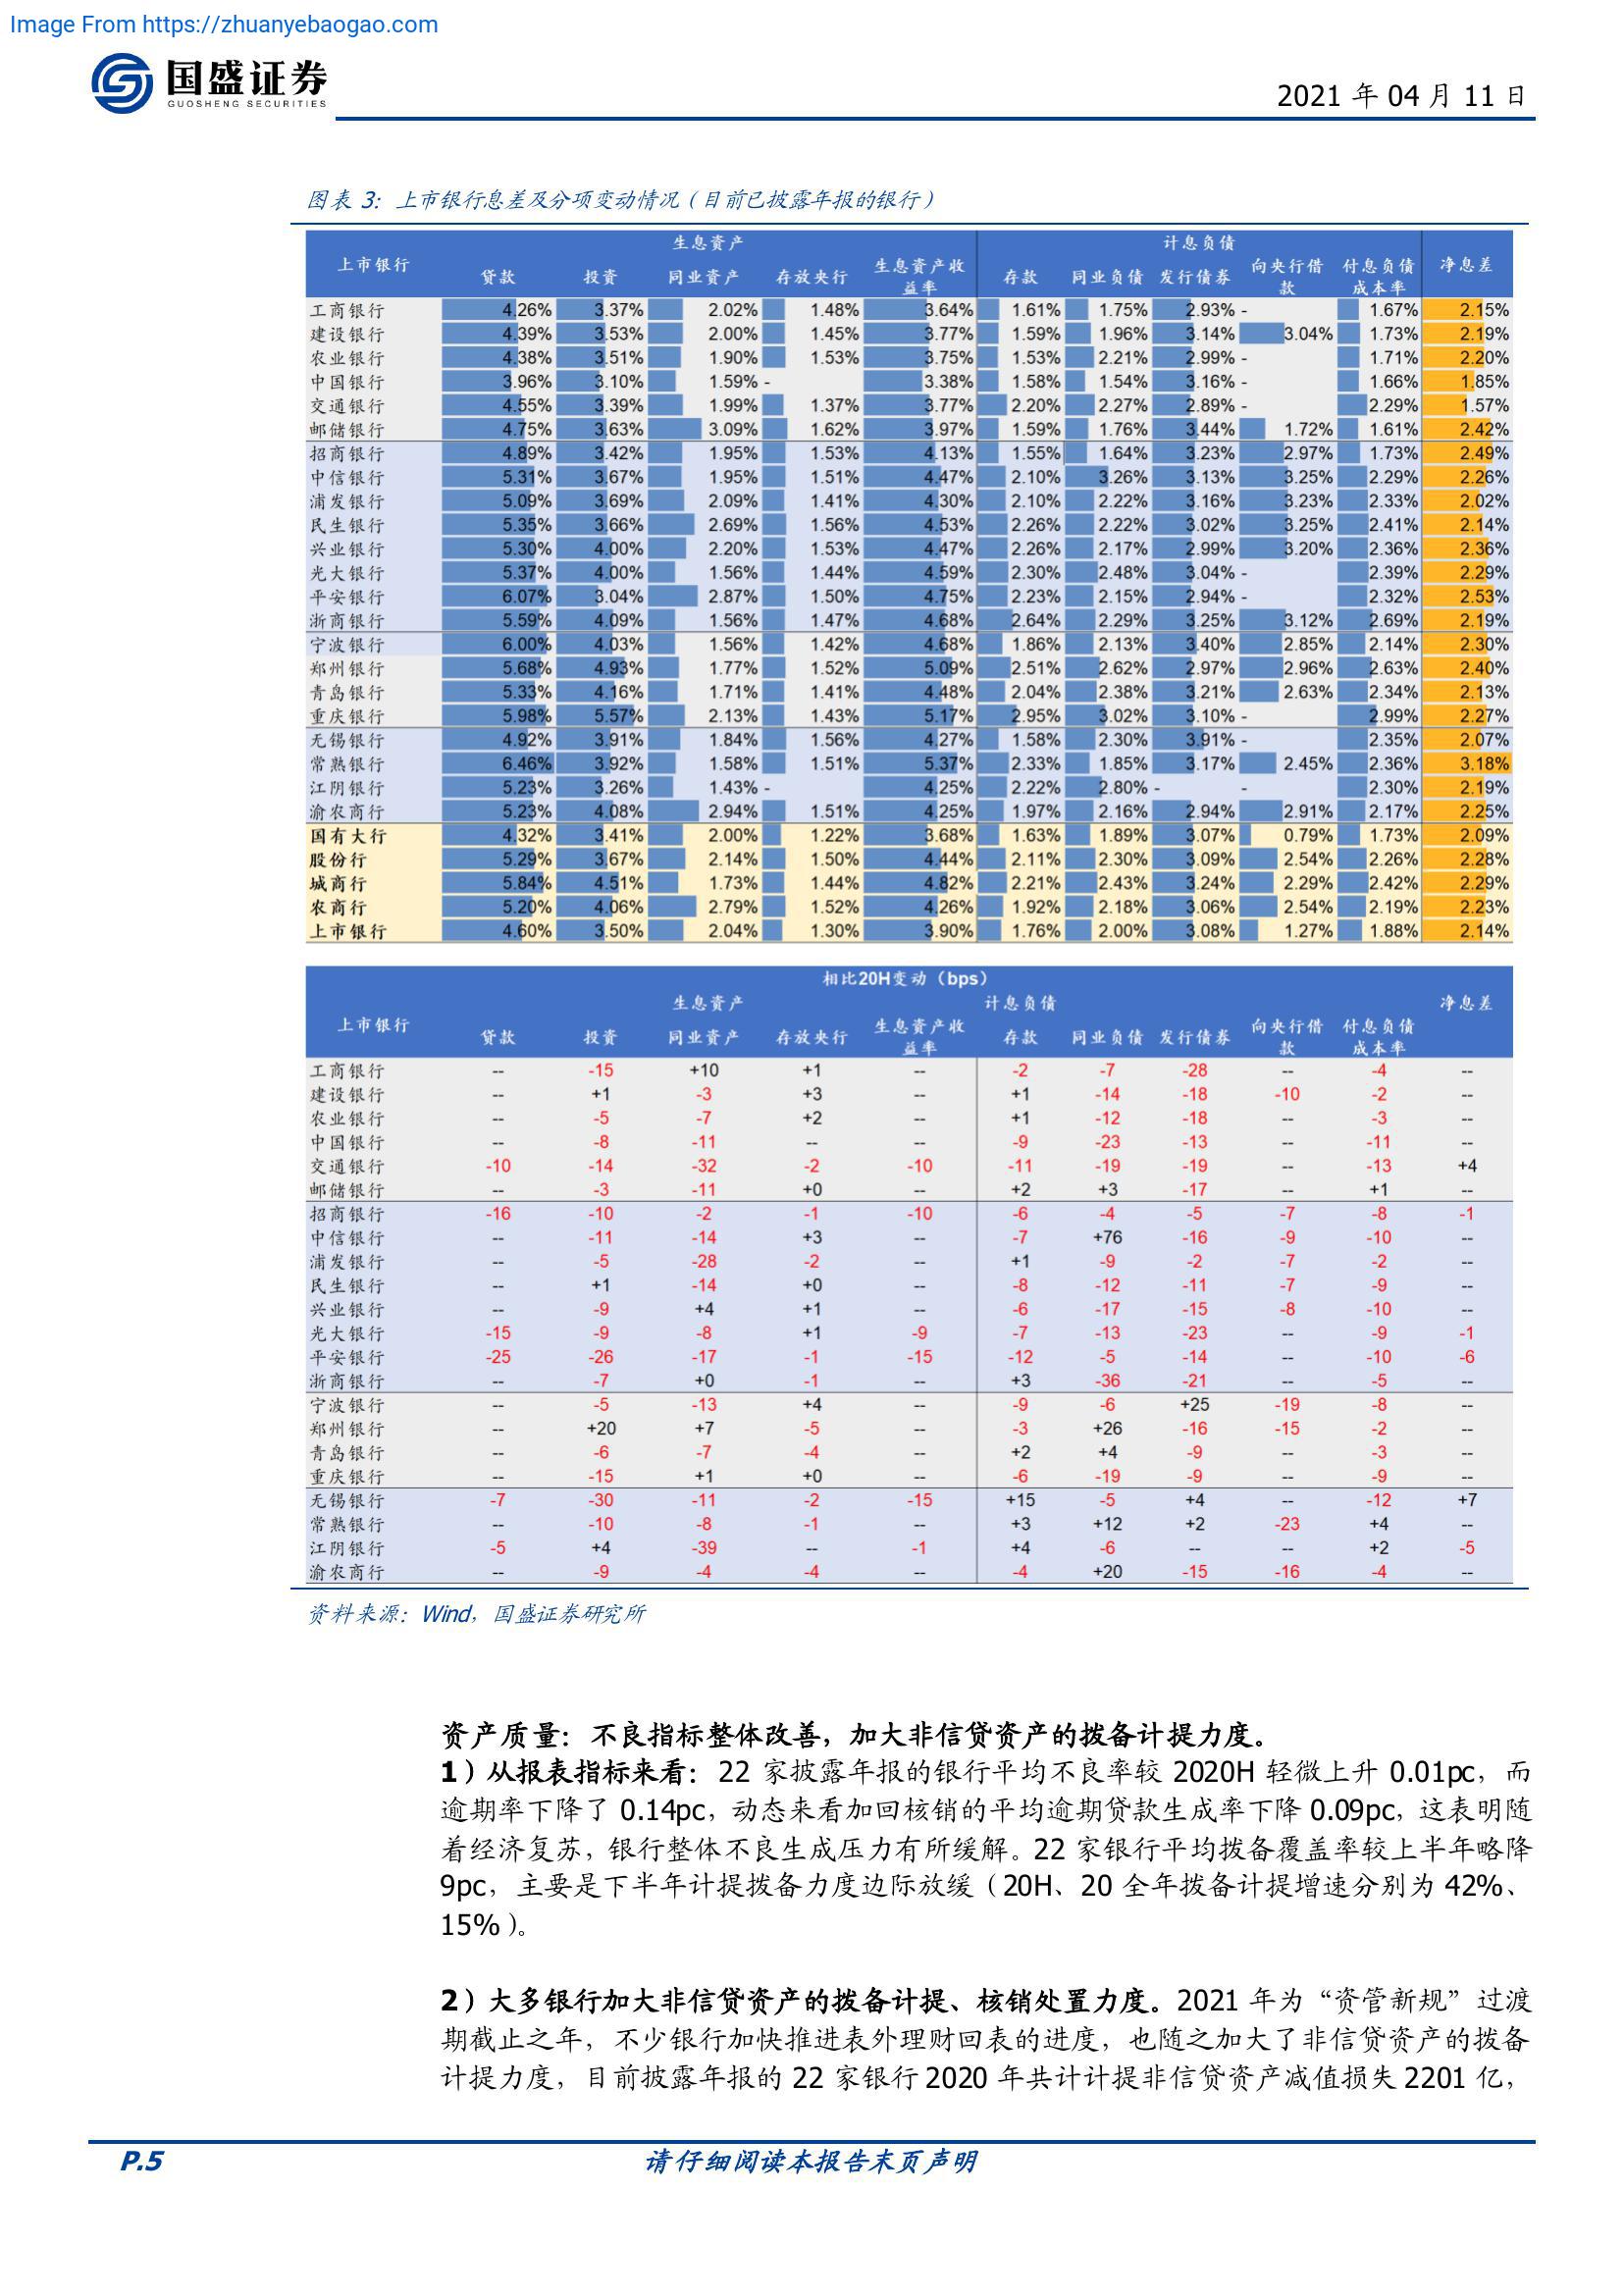 Image From https://zhuanyebaogao.com
国盛证券
GUOSHENG SECURITIES
2021 年 04 月 11 日
图表 3： 上市银行息差及分项变动情况（目前已披露年报的银行）
生息资产 计息负债
上市银行 贷款 投资 同业资产 存放央行 生息资产收益率 存款 同业负债 发行债券 向央行借款 付息负债成本率 净息差
工商银行 4.26% 3.37% 2.02% 1.48% 3.64% 1.61% 1.75% 2.93% - 1.67% 2.15%
建设银行 4.39% 3.53% 2.00% 1.45% 3.77% 1.59% 1.96% 3.14% 3.04% 1.73% 2.19%
农业银行 4.38% 3.51% 1.90% 1.53% 3.75% 1.53% 2.21% 2.99% - 1.71% 2.20%
中国银行 3.96% 3.10% 1.59% - 3.38% 1.58% 1.54% 3.16% - 1.66% 1.85%
交通银行 4.55% 3.39% 1.99% 1.37% 3.77% 2.20% 2.27% 2.89% - 2.29% 1.57%
邮储银行 4.75% 3.63% 3.09% 1.62% 3.97% 1.59% 1.76% 3.44% 1.72% 1.61% 2.42%
招商银行 4.89% 3.42% 1.95% 1.53% 4.13% 1.55% 1.64% 3.23% 2.97% 1.73% 2.49%
中信银行 5.31% 3.67% 1.95% 1.51% 4.47% 2.10% 3.26% 3.13% 3.25% 2.29% 2.26%
浦发银行 5.09% 3.69% 2.09% 1.41% 4.30% 2.10% 2.22% 3.16% 3.23% 2.33% 2.02%
民生银行 5.35% 3.66% 2.69% 1.56% 4.53% 2.26% 2.22% 3.02% 3.25% 2.41% 2.14%
兴业银行 5.30% 4.00% 2.20% 1.53% 4.47% 2.26% 2.17% 2.99% 3.20% 2.36% 2.36%
光大银行 5.37% 4.00% 1.56% 1.44% 4.59% 2.30% 2.48% 3.04% - 2.39% 2.29%
平安银行 6.07% 3.04% 2.87% 1.50% 4.75% 2.23% 2.15% 2.94% - 2.32% 2.53%
浙商银行 5.59% 4.09% 1.56% 1.47% 4.68% 2.64% 2.29% 3.25% 3.12% 2.69% 2.19%
宁波银行 6.00% 4.03% 1.56% 1.42% 4.68% 1.86% 2.13% 3.40% 2.85% 2.14% 2.30%
郑州银行 5.68% 4.93% 1.77% 1.52% 5.09% 2.51% 2.62% 2.97% 2.96% 2.63% 2.40%
青岛银行 5.33% 4.16% 1.71% 1.41% 4.48% 2.04% 2.38% 3.21% 2.63% 2.34% 2.13%
重庆银行 5.98% 5.57% 2.13% 1.43% 5.17% 2.95% 3.02% 3.10% - 2.99% 2.27%
无锡银行 4.92% 3.91% 1.84% 1.56% 4.27% 1.58% 2.30% 3.91% - 2.35% 2.07%
常熟银行 6.46% 3.92% 1.58% 1.51% 5.37% 2.33% 1.85% 3.17% 2.45% 2.36% 3.18%
江阴银行 5.23% 3.26% 1.43% - 4.25% 2.22% 2.80% - - 2.30% 2.19%
渝农商行 5.23% 4.08% 2.94% 1.51% 4.25% 1.97% 2.16% 2.94% 2.91% 2.17% 2.25%
国有大行 4.32% 3.41% 2.00% 1.22% 3.68% 1.63% 1.89% 3.07% 0.79% 1.73% 2.09%
股份行 5.29% 3.67% 2.14% 1.50% 4.44% 2.11% 2.30% 3.09% 2.54% 2.26% 2.28%
城商行 5.84% 4.51% 1.73% 1.44% 4.82% 2.21% 2.43% 3.24% 2.29% 2.42% 2.29%
农商行 5.20% 4.06% 2.79% 1.52% 4.26% 1.92% 2.18% 3.06% 2.54% 2.19% 2.23%
上市银行 4.60% 3.50% 2.04% 1.30% 3.90% 1.76% 2.00% 3.08% 1.27% 1.88% 2.14%
相比20H变动（bps）
生息资产 计息负债 净息差
上市银行 贷款 投资 同业资产 存放央行 生息资产收益率 存款 同业负债 发行债券 向央行借款 付息负债成本率
工商银行 -- -15 +10 +1 -- -2 -7 -28 -- -4 --
建设银行 -- +1 -3 +3 -- +1 -14 -18 -10 -2 --
农业银行 -- -5 -7 +2 -- +1 -12 -18 -- -3 --
中国银行 -- -8 -11 -- -- -9 -23 -13 -- -11 --
交通银行 -10 -14 -32 -2 -10 -11 -19 -19 -- -13 +4
邮储银行 -- -3 -11 +0 -- +2 +3 -17 -- +1 --
招商银行 -16 -10 -2 -1 -10 -6 -4 -5 -7 -8 -1
中信银行 -- -11 -14 +3 -- -7 +76 -16 -9 -10 --
浦发银行 -- -5 -28 -2 -- +1 -9 -2 -7 -2 --
民生银行 -- +1 -14 +0 -- -8 -12 -11 -7 -9 --
兴业银行 -- -9 +4 +1 -- -6 -17 -15 -8 -10 --
光大银行 -15 -9 -8 +1 -9 -7 -13 -23 -- -9 -1
平安银行 -25 -26 -17 -1 -15 -12 -5 -14 -- -10 -6
浙商银行 -- -7 +0 -1 -- +3 -36 -21 -- -5 --
宁波银行 -- -5 -13 +4 -- -9 -6 +25 -19 -8 --
郑州银行 -- +20 +7 -5 -- -3 +26 -16 -15 -2 --
青岛银行 -- -6 -7 -4 -- +2 +4 -9 -- -3 --
重庆银行 -- -15 +1 +0 -- -6 -19 -9 -- -9 --
无锡银行 -7 -30 -11 -2 -15 +15 -5 +4 -- -12 +7
常熟银行 -- -10 -8 -1 -- +3 +12 +2 -23 +4 --
江阴银行 -5 +4 -39 -- -1 +4 -6 -- -- +2 -5
渝农商行 -- -9 -4 -4 -- -4 +20 -15 -16 -4 --
资料来源：Wind，国盛证券研究所
资产质量：不良指标整体改善，加大非信贷资产的拨备计提力度。
1）从报表指标来看：22 家披露年报的银行平均不良率较 2020H 轻微上升 0.01pc，而
逾期率下降了 0.14pc，动态来看加回核销的平均逾期贷款生成率下降 0.09pc，这表明随
着经济复苏，银行整体不良生成压力有所缓解。22 家银行平均拨备覆盖率较上半年略降
9pc，主要是下半年计提拨备力度边际放缓（20H、20 全年拨备计提增速分别为 42%、
15%）。
2）大多银行加大非信贷资产的拨备计提、核销处置力度。2021 年为“资管新规”过渡
期截止之年，不少银行加快推进表外理财回表的进度，也随之加大了非信贷资产的拨备
计提力度，目前披露年报的 22 家银行 2020 年共计计提非信贷资产减值损失 2201 亿，
P.5
请仔细阅读本报告末页声明